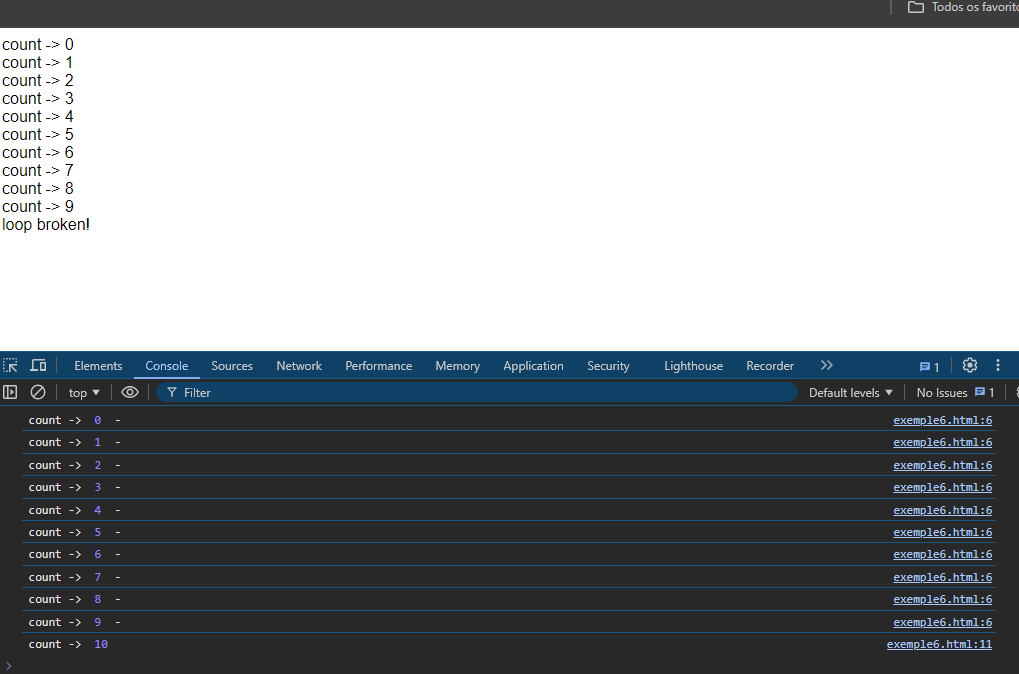 Todos os favorito
count -> 0
count -> 1
count -> 2
count -> 3
count -> 4
count -> 5
count -> 6
count -> 7
count -> 8
count -> 9
loop broken!
Elements Console Sources Network Performance Memory Application Security Lighthouse Recorder 1
top Filter Default levels No Issues 1
count -> 0 - exemple6.html:6
count -> 1 - exemple6.html:6
count -> 2 - exemple6.html:6
count -> 3 - exemple6.html:6
count -> 4 - exemple6.html:6
count -> 5 - exemple6.html:6
count -> 6 - exemple6.html:6
count -> 7 - exemple6.html:6
count -> 8 - exemple6.html:6
count -> 9 - exemple6.html:6
count -> 10 exemple6.html:11